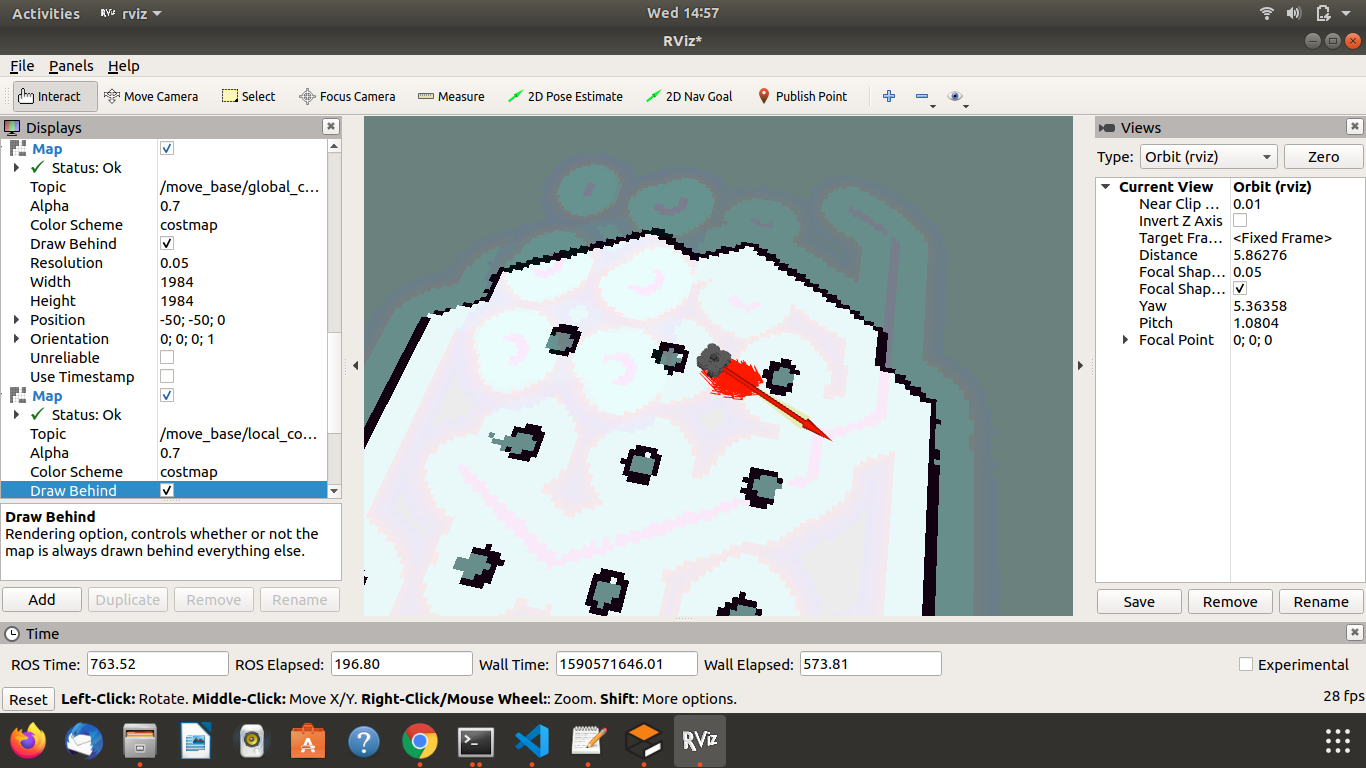 Activities RViz rviz Wed 14:57
RViz*
File Panels Help
Interact Move Camera Select Focus Camera Measure 2D Pose Estimate 2D Nav Goal Publish Point
Displays
Map
Status: Ok
Topic /move_base/global_c...
Alpha 0.7
Color Scheme costmap
Draw Behind
Resolution 0.05
Width 1984
Height 1984
Position -50; -50; 0
Orientation 0; 0; 0; 1
Unreliable
Use Timestamp
Map
Status: Ok
Topic /move_base/local_co...
Alpha 0.7
Color Scheme costmap
Draw Behind
Draw Behind
Rendering option, controls whether or not the
map is always drawn behind everything else.
Add Duplicate Remove Rename
Views
Type: Orbit (rviz) Zero
Current View Orbit (rviz)
Near Clip ... 0.01
Invert Z Axis
Target Fra... <Fixed Frame>
Distance 5.86276
Focal Shap... 0.05
Focal Shap...
Yaw 5.36358
Pitch 1.0804
Focal Point 0; 0; 0
Save Remove Rename
Time
ROS Time: 763.52 ROS Elapsed: 196.80 Wall Time: 1590571646.01 Wall Elapsed: 573.81 Experimental
Reset Left-Click: Rotate. Middle-Click: Move X/Y. Right-Click/Mouse Wheel:: Zoom. Shift: More options. 28 fps
RViz